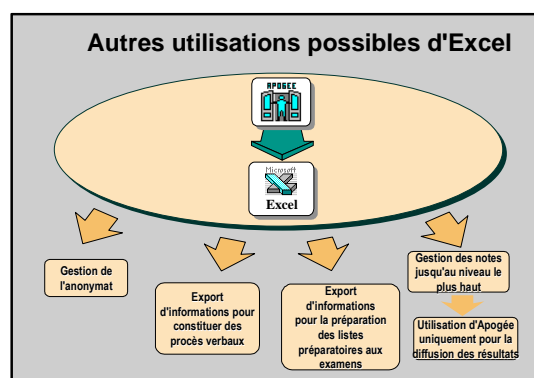 Autres utilisations possibles d'Excel
APOGEE
Microsoft
Excel
Gestion de
l'anonymat
Export
d'informations pour
constituer des
procès verbaux
Export
d'informations
pour la préparation
des listes
préparatoires aux
examens
Gestion des notes
jusqu'au niveau le
plus haut
Utilisation d'Apogée
uniquement pour la
diffusion des résultats